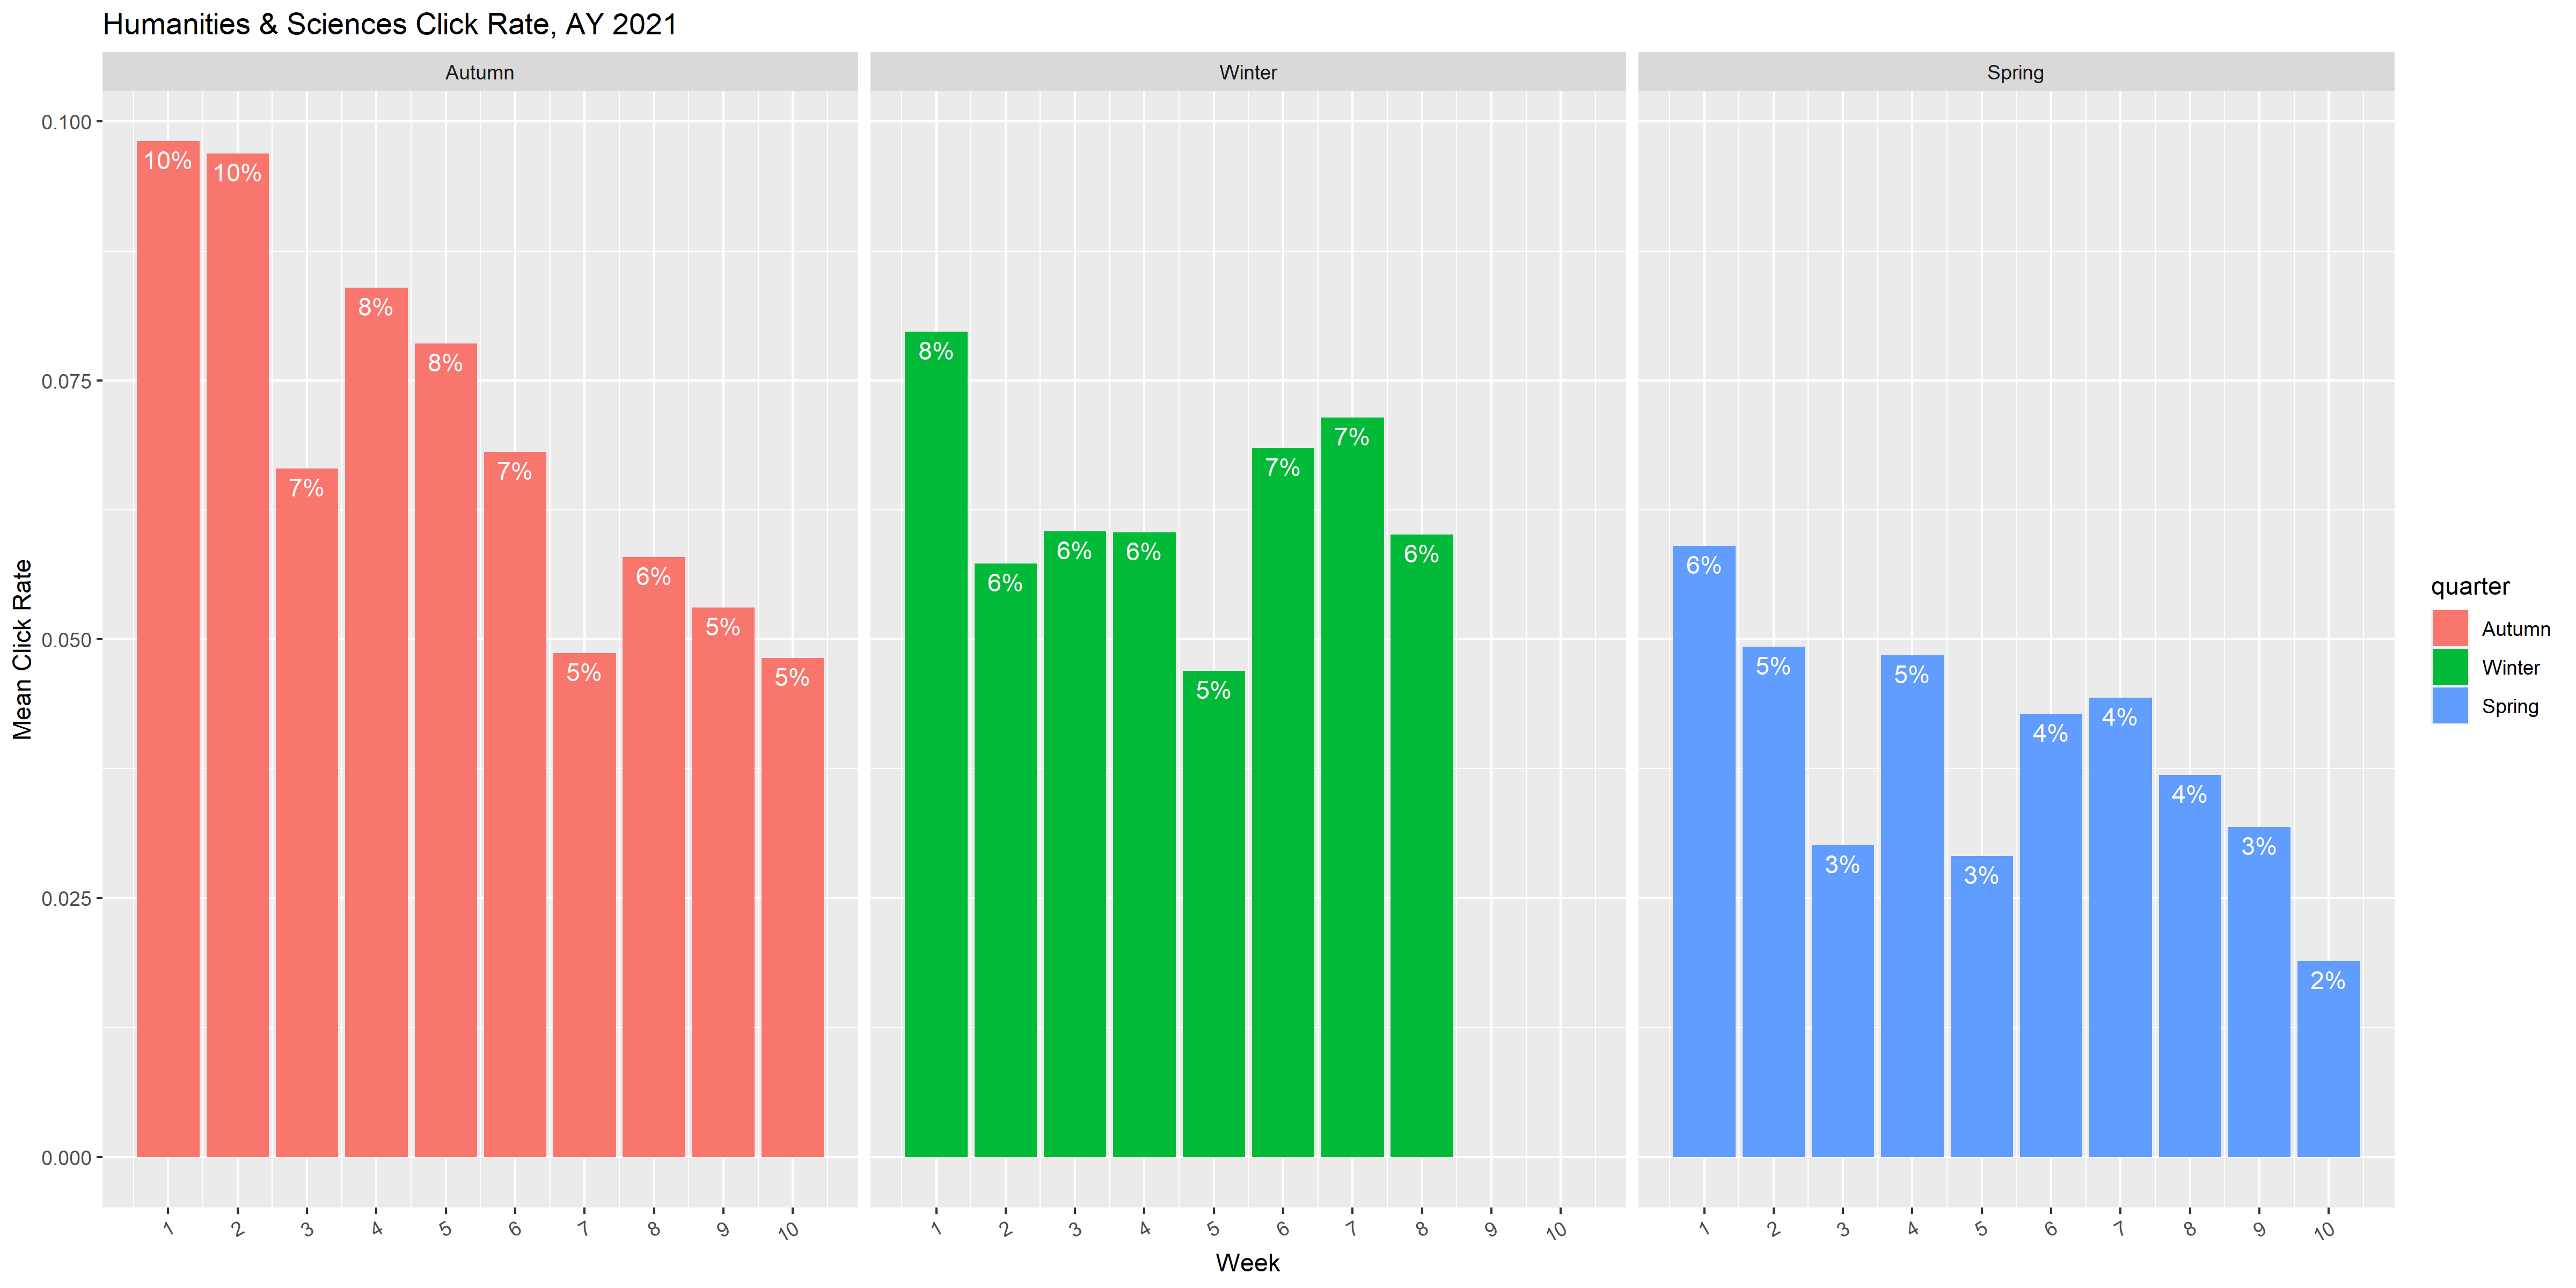 Humanities & Sciences Click Rate, AY 2021
Autumn
Winter
Spring
Mean Click Rate
0.100
0.075
0.050
0.025
0.000
10%
10%
7%
8%
8%
7%
5%
6%
5%
5%
8%
6%
6%
6%
5%
7%
7%
6%
6%
5%
3%
5%
3%
4%
4%
4%
3%
2%
1 2 3 4 5 6 7 8 9 10
1 2 3 4 5 6 7 8 9 10
1 2 3 4 5 6 7 8 9 10
Week
quarter
Autumn
Winter
Spring